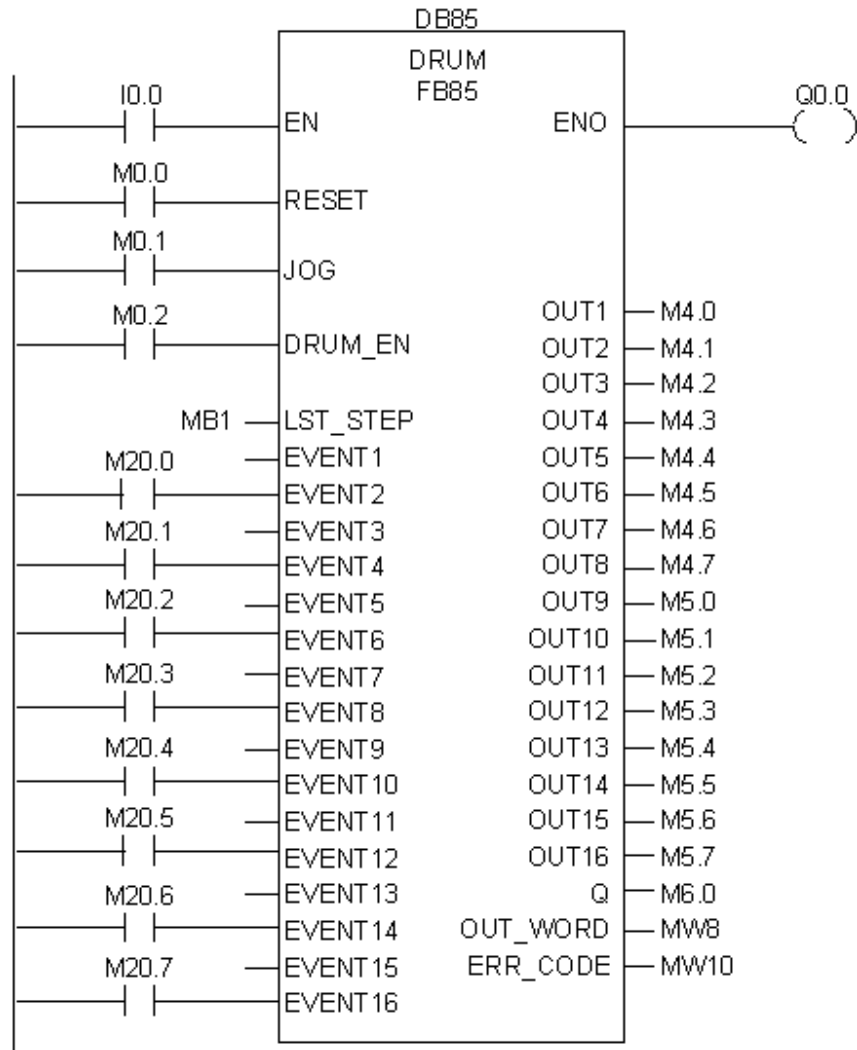 DB85
DRUM
FB85
I0.0
EN ENO
Q0.0
M0.0
RESET
M0.1
JOG
M0.2
DRUM_EN
OUT1 M4.0
OUT2 M4.1
OUT3 M4.2
MB1 LST_STEP OUT4 M4.3
EVENT1 OUT5 M4.4
M20.0
EVENT2 OUT6 M4.5
EVENT3 OUT7 M4.6
M20.1
EVENT4 OUT8 M4.7
EVENT5 OUT9 M5.0
M20.2
EVENT6 OUT10 M5.1
EVENT7 OUT11 M5.2
M20.3
EVENT8 OUT12 M5.3
EVENT9 OUT13 M5.4
M20.4
EVENT10 OUT14 M5.5
EVENT11 OUT15 M5.6
M20.5
EVENT12 OUT16 M5.7
EVENT13 Q M6.0
M20.6
EVENT14 OUT_WORD MW8
EVENT15 ERR_CODE MW10
M20.7
EVENT16